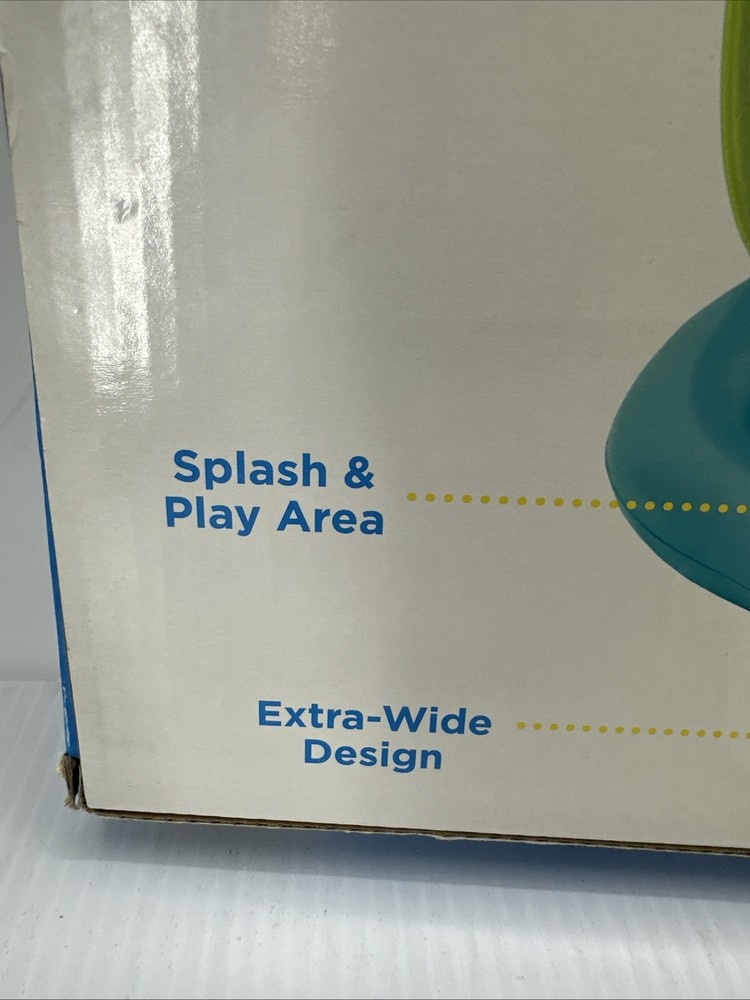 Splash &
Play Area
Extra-Wide
Design